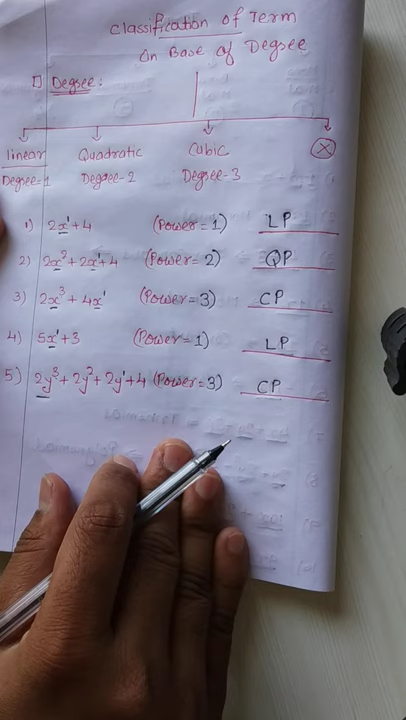 Classification of Term
On Base of Degree
1) Degree:
linear Quadratic Cubic X
Degree-1 Degree-2 Degree-3
1) 2x¹+4 (Power=1) LP
2) 2x²+2x¹+4 (Power=2) QP
3) 2x³+4x¹ (Power=3) CP
4) 5x¹+3 (Power=1) LP
5) 2y³+2y²+2y¹+4 (Power=3) CP